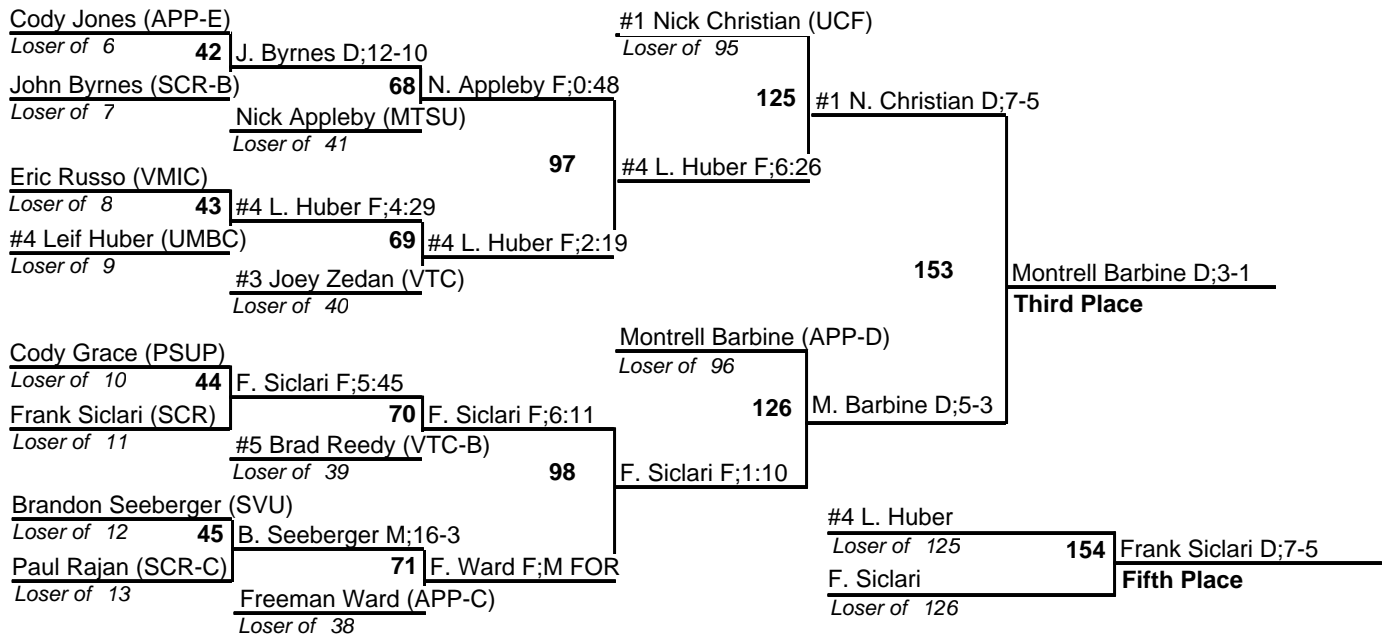 Cody Jones (APP-E)
Loser of 6
42
J. Byrnes D;12-10
John Byrnes (SCR-B)
Loser of 7
68
N. Appleby F;0:48
Nick Appleby (MTSU)
Loser of 41
97
Eric Russo (VMIC)
Loser of 8
43
#4 L. Huber F;4:29
#4 Leif Huber (UMBC)
Loser of 9
69
#4 L. Huber F;2:19
#3 Joey Zedan (VTC)
Loser of 40
#1 Nick Christian (UCF)
Loser of 95
125
#1 N. Christian D;7-5
#4 L. Huber F;6:26
153
Montrell Barbine D;3-1
Third Place
Cody Grace (PSUP)
Loser of 10
44
F. Siclari F;5:45
Frank Siclari (SCR)
Loser of 11
70
F. Siclari F;6:11
#5 Brad Reedy (VTC-B)
Loser of 39
98
Brandon Seeberger (SVU)
Loser of 12
45
B. Seeberger M;16-3
Paul Rajan (SCR-C)
Loser of 13
71
F. Ward F;M FOR
Freeman Ward (APP-C)
Loser of 38
Montrell Barbine (APP-D)
Loser of 96
126
M. Barbine D;5-3
F. Siclari F;1:10
#4 L. Huber
Loser of 125
154
Frank Siclari D;7-5
F. Siclari
Fifth Place
Loser of 126